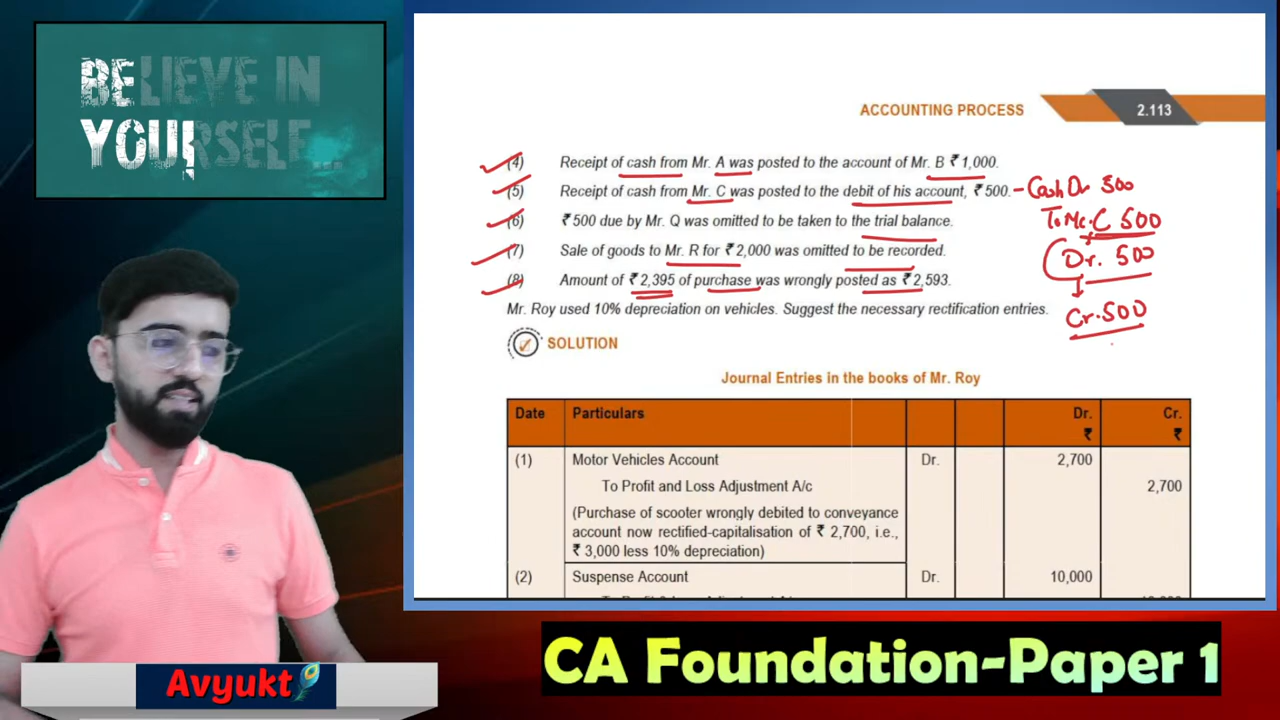 BELIEVE IN
YOURSELF...
ACCOUNTING PROCESS 2.113
(4) Receipt of cash from Mr. A was posted to the account of Mr. B ₹ 1,000.
(5) Receipt of cash from Mr. C was posted to the debit of his account, ₹ 500. - Cash Dr 500
To Mr. C 500
(6) ₹ 500 due by Mr. Q was omitted to be taken to the trial balance.
(7) Sale of goods to Mr. R for ₹ 2,000 was omitted to be recorded.
Dr. 500
(8) Amount of ₹ 2,395 of purchase was wrongly posted as ₹ 2,593.
Mr. Roy used 10% depreciation on vehicles. Suggest the necessary rectification entries.
Cr. 500
SOLUTION
Journal Entries in the books of Mr. Roy
Date Particulars Dr. Cr.
₹ ₹
(1) Motor Vehicles Account Dr. 2,700
To Profit and Loss Adjustment A/c 2,700
(Purchase of scooter wrongly debited to conveyance
account now rectified-capitalisation of ₹ 2,700, i.e.,
₹ 3,000 less 10% depreciation)
(2) Suspense Account Dr. 10,000
Avyukt
CA Foundation-Paper 1